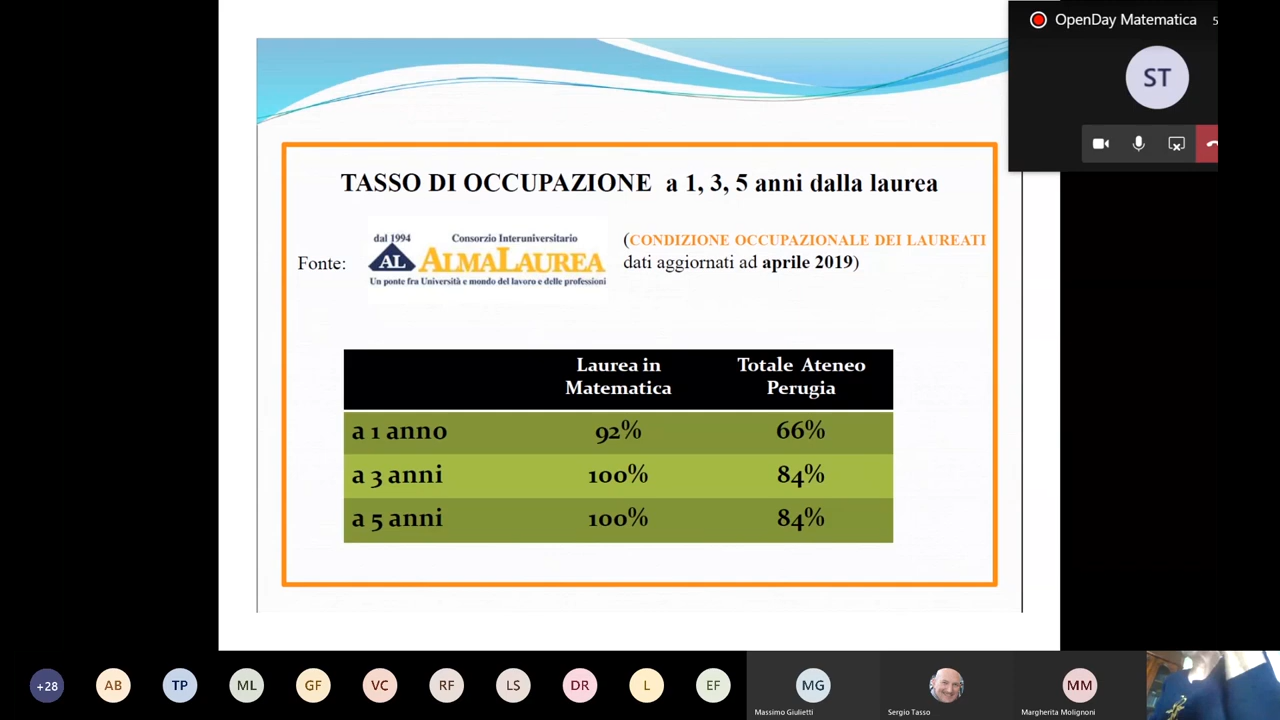 OpenDay Matematica
ST
TASSO DI OCCUPAZIONE a 1, 3, 5 anni dalla laurea
Fonte:
dal 1994 Consorzio Interuniversitario
AL ALMALAUREA
Un ponte fra Università e mondo del lavoro e delle professioni
(CONDIZIONE OCCUPAZIONALE DEI LAUREATI
dati aggiornati ad aprile 2019)
Laurea in Matematica Totale Ateneo Perugia
a 1 anno 92% 66%
a 3 anni 100% 84%
a 5 anni 100% 84%
+28 AB TP ML GF VC RF LS DR L EF MG MM
Massimo Giulietti Sergio Tasso Margherita Molignoni